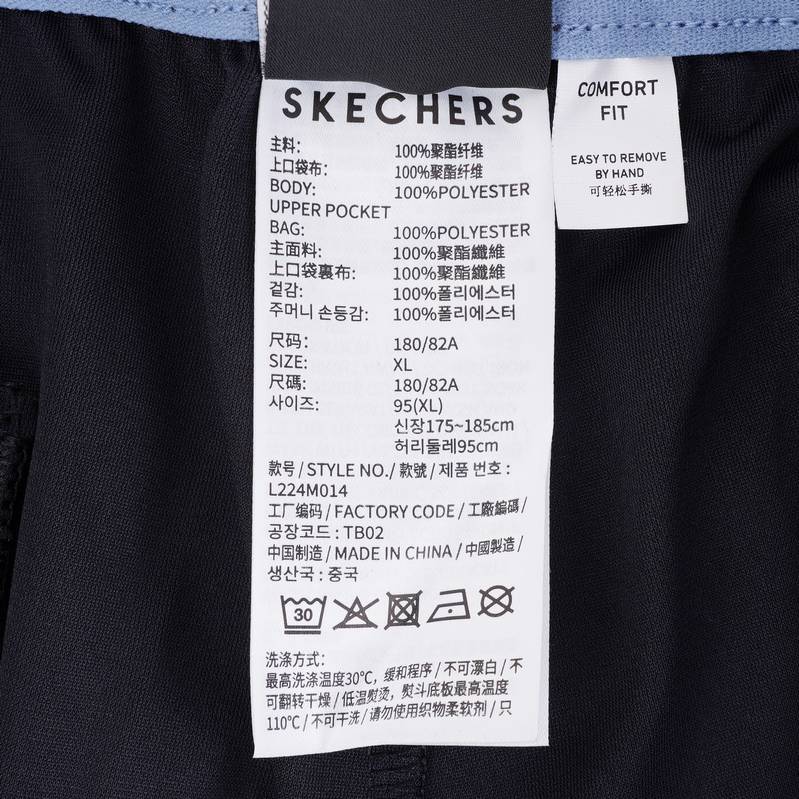 SKECHERS
主料: 100%聚酯纤维
上口袋布: 100%聚酯纤维
BODY: 100%POLYESTER
UPPER POCKET
BAG: 100%POLYESTER
主面料: 100%聚酯纖維
上口袋裏布: 100%聚酯纖維
겉감: 100%폴리에스터
주머니 손등감: 100%폴리에스터
尺码: 180/82A
SIZE: XL
尺碼: 180/82A
사이즈: 95(XL)
신장175~185cm
허리둘레95cm
款号/STYLE NO./款號/제품 번호:
L224M014
工厂编码/FACTORY CODE/工廠編碼/
공장코드: TB02
中国制造/MADE IN CHINA/中國製造/
생산국: 중국
30
洗涤方式:
最高洗涤温度30℃, 缓和程序/不可漂白/不
可翻转干燥/低温熨烫, 熨斗底板最高温度
110℃/不可干洗/请勿使用织物柔软剂/只
COMFORT
FIT
EASY TO REMOVE
BY HAND
可轻松手撕